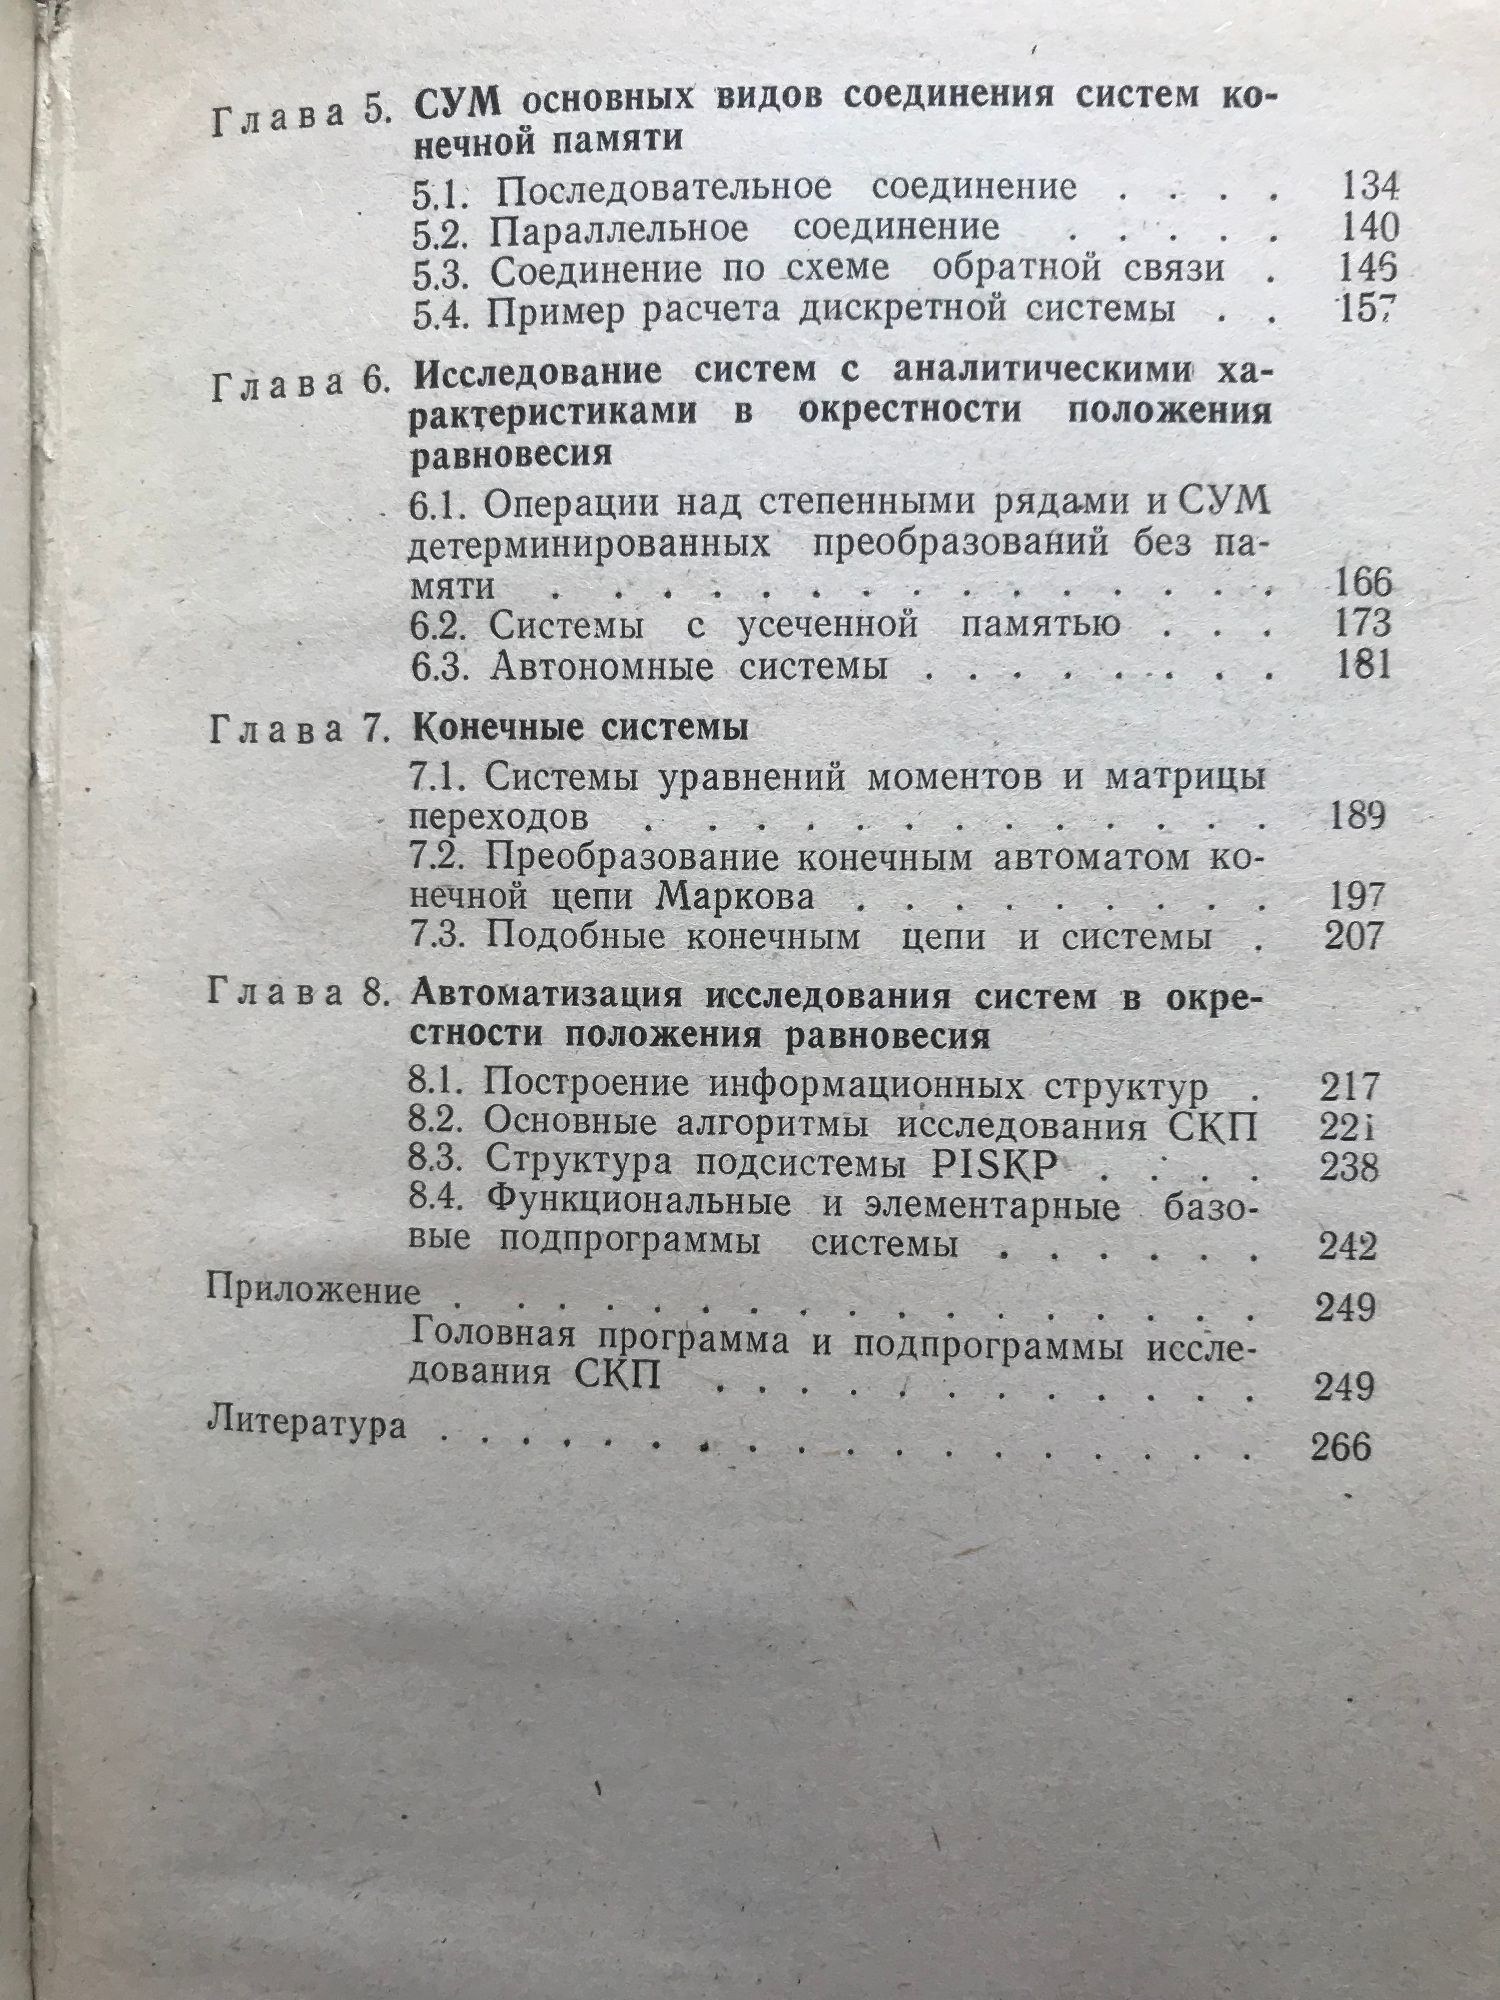 Глава 5. СУМ основных видов соединения систем ко-
нечной памяти
5.1. Последовательное соединение . . . . 134
5.2. Параллельное соединение . . . . . 140
5.3. Соединение по схеме обратной связи . 146
5.4. Пример расчета дискретной системы . . 157
Глава 6. Исследование систем с аналитическими ха-
рактеристиками в окрестности положения
равновесия
6.1. Операции над степенными рядами и СУМ
детерминированных преобразований без па-
мяти . . . . . . . . . . . . . . 166
6.2. Системы с усеченной памятью . . . 173
6.3. Автономные системы . . . . . . . . 181
Глава 7. Конечные системы
7.1. Системы уравнений моментов и матрицы
переходов . . . . . . . . . . . . . 189
7.2. Преобразование конечным автоматом ко-
нечной цепи Маркова . . . . . . . . . 197
7.3. Подобные конечным цепи и системы . 207
Глава 8. Автоматизация исследования систем в окре-
стности положения равновесия
8.1. Построение информационных структур . 217
8.2. Основные алгоритмы исследования СКП 221
8.3. Структура подсистемы PISKP . . . . 238
8.4. Функциональные и элементарные базо-
вые подпрограммы системы . . . . . . 242
Приложение . . . . . . . . . . . . . . . . . 249
Головная программа и подпрограммы иссле-
дования СКП . . . . . . . . . . . . 249
Литература . . . . . . . . . . . . . . . . . . . 266